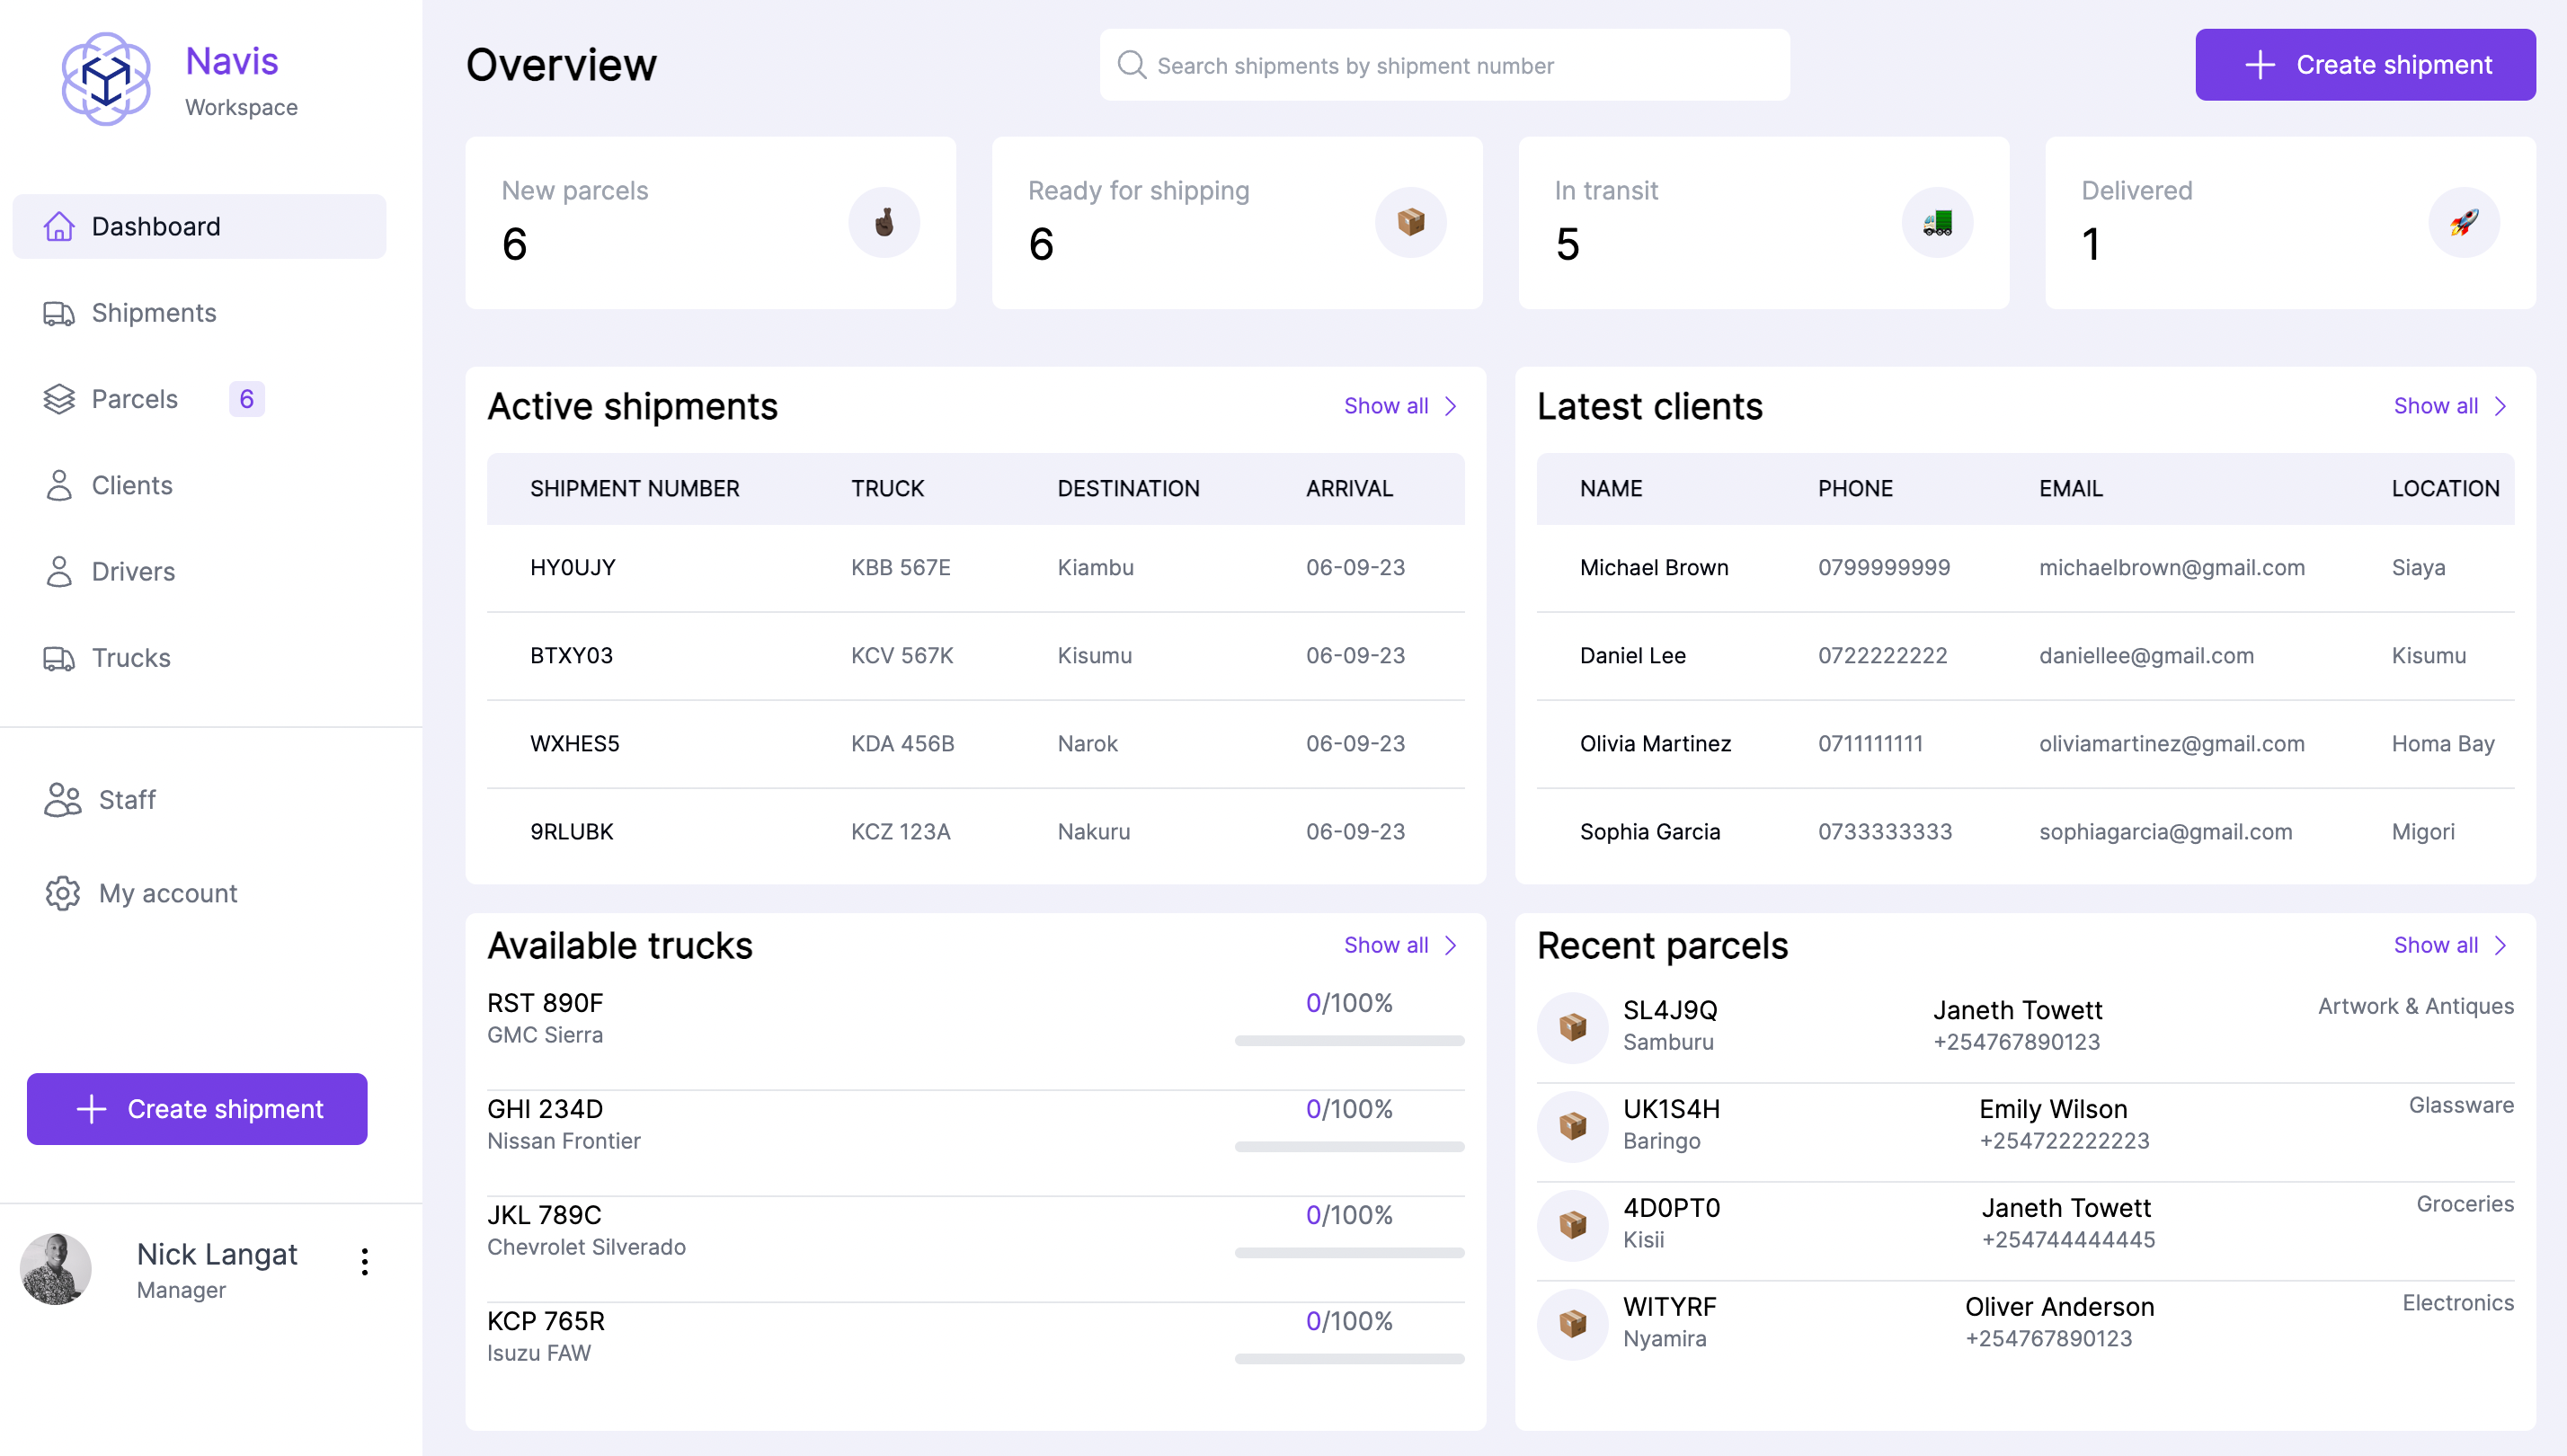 Navis
Workspace
Dashboard
Shipments
Parcels 6
Clients
Drivers
Trucks
Staff
My account
Create shipment
Nick Langat
Manager
Overview
Search shipments by shipment number
Create shipment
New parcels
6
Ready for shipping
6
In transit
5
Delivered
1
Active shipments Show all
SHIPMENT NUMBER TRUCK DESTINATION ARRIVAL
HY0UJY KBB 567E Kiambu 06-09-23
BTXY03 KCV 567K Kisumu 06-09-23
WXHES5 KDA 456B Narok 06-09-23
9RLUBK KCZ 123A Nakuru 06-09-23
Latest clients Show all
NAME PHONE EMAIL LOCATION
Michael Brown 0799999999 michaelbrown@gmail.com Siaya
Daniel Lee 0722222222 daniellee@gmail.com Kisumu
Olivia Martinez 0711111111 oliviamartinez@gmail.com Homa Bay
Sophia Garcia 0733333333 sophiagarcia@gmail.com Migori
Available trucks Show all
RST 890F 0/100%
GMC Sierra
GHI 234D 0/100%
Nissan Frontier
JKL 789C 0/100%
Chevrolet Silverado
KCP 765R 0/100%
Isuzu FAW
Recent parcels Show all
SL4J9Q Janeth Towett Artwork & Antiques
Samburu +254767890123
UK1S4H Emily Wilson Glassware
Baringo +254722222223
4D0PT0 Janeth Towett Groceries
Kisii +254744444445
WITYRF Oliver Anderson Electronics
Nyamira +254767890123